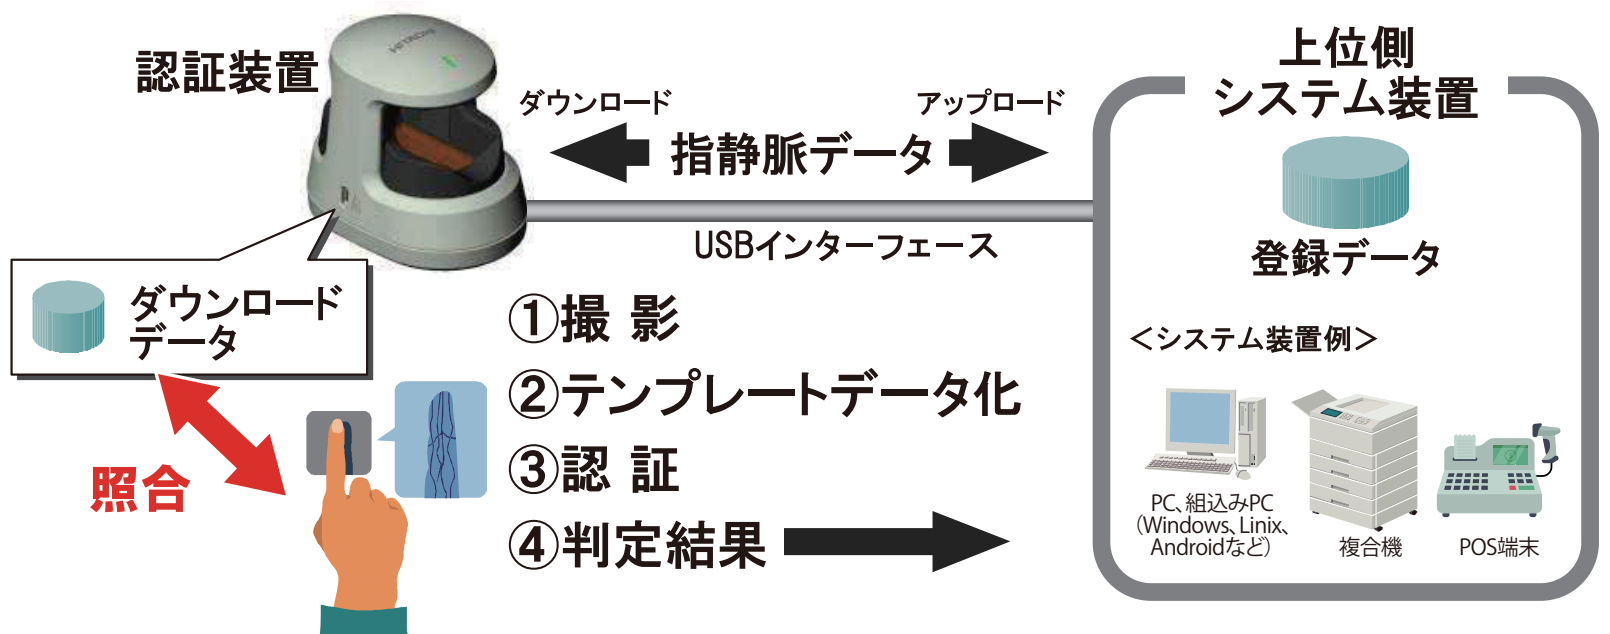 認証装置
HITACHI
ダウンロード
アップロード
指静脈データ
USBインターフェース
上位側
システム装置
登録データ
ダウンロード
データ
照合
①撮 影
②テンプレートデータ化
③認 証
④判定結果
＜システム装置例＞
PC、組込みPC
（Windows、Linix、
Androidなど）
複合機
POS端末